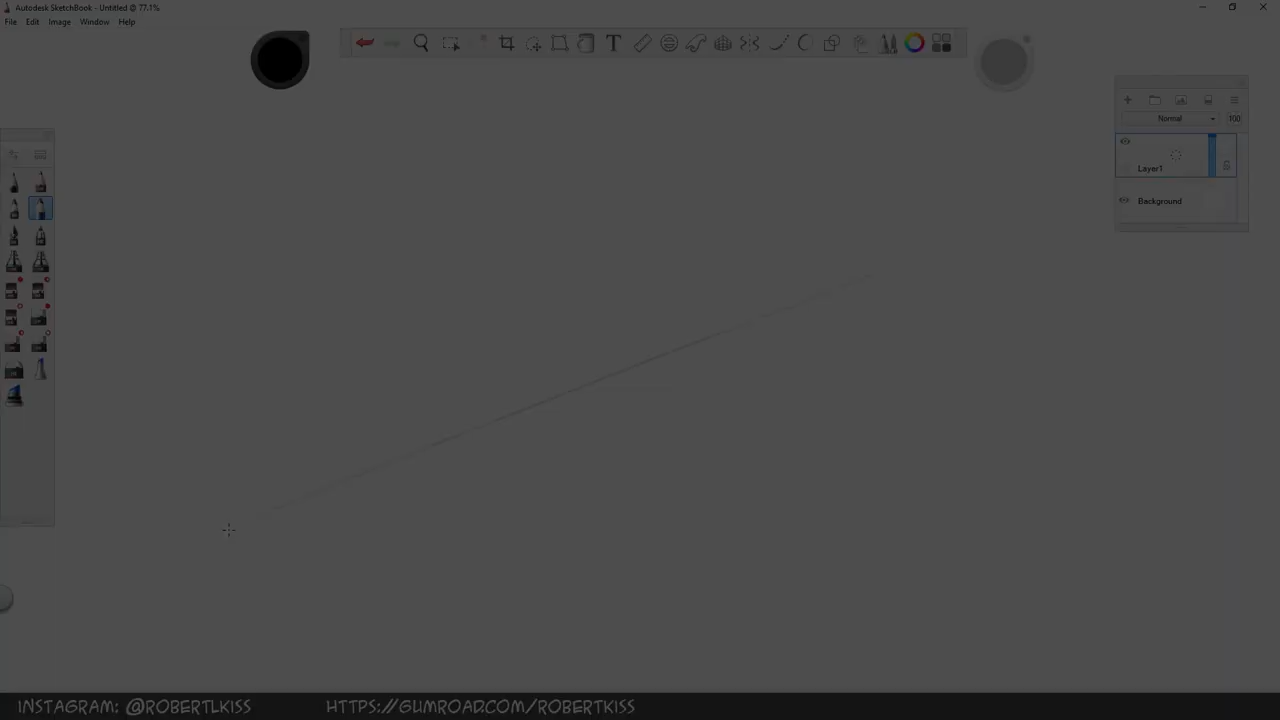 Autodesk SketchBook - Untitled @ 77.1%
File Edit Image Window Help
T
Normal 100
Layer1
Background
INSTAGRAM: @ROBERTLKISS HTTPS://GUMROAD.COM/ROBERTKISS